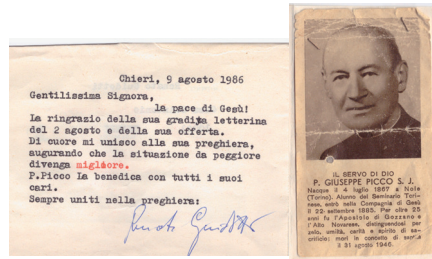 Chieri, 9 agosto 1986
Gentilissima Signora,
la pace di Gesù!
La ringrazio della sua gradita letterina
del 2 agosto e della sua offerta.
Di cuore mi unisco alla sua preghiera,
augurando che la situazione da peggiore
divenga migliore.
P.Picco la benedica con tutti i suoi
cari.
Sempre uniti nella preghiera:
IL SERVO DI DIO
P. GIUSEPPE PICCO S. J.
Nacque il 4 luglio 1867 a Nole
(Torino). Alunno del Seminario Tori-
nese, entrò nella Compagnia di Gesù
il 22 settembre 1885. Per oltre 25
anni fu l'Apostolo di Gozzano e
l'Alto Novarese, distinguendosi per
zelo, umiltà, carità e spirito di sa-
crificio: morì in concetto di santità
il 31 agosto 1946.